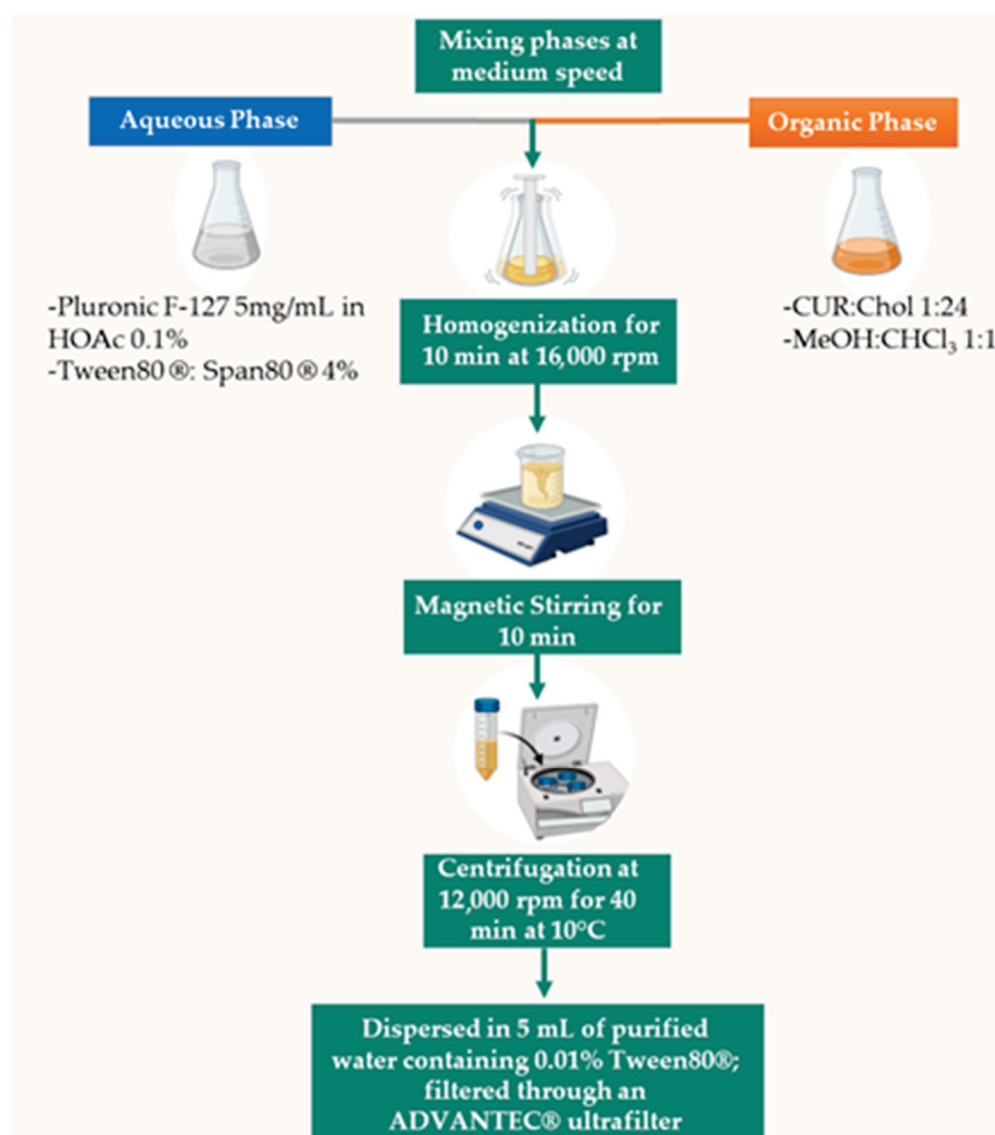 Mixing phases at
medium speed
Aqueous Phase
Organic Phase
-Pluronic F-127 5mg/mL in
HOAc 0.1%
-Tween80®: Span80® 4%
-CUR:Chol 1:24
-MeOH:CHCl₃ 1:1
Homogenization for
10 min at 16,000 rpm
Magnetic Stirring for
10 min
Centrifugation at
12,000 rpm for 40
min at 10°C
Dispersed in 5 mL of purified
water containing 0.01% Tween80®;
filtered through an
ADVANTEC® ultrafilter